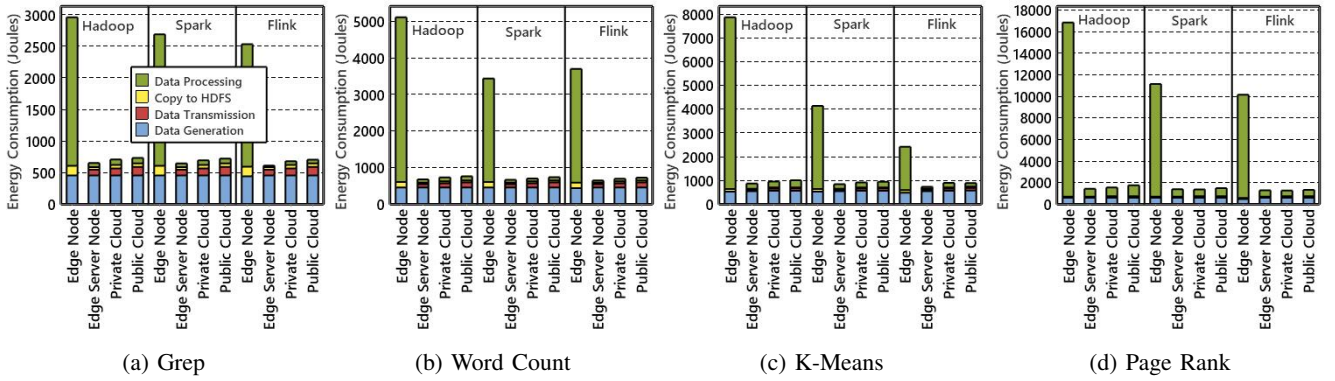 Energy Consumption (Joules)
3000
2500
2000
1500
1000
500
0
Hadoop
Spark
Flink
Data Processing
Copy to HDFS
Data Transmission
Data Generation
Edge Node
Edge Server Node
Private Cloud
Public Cloud
Edge Node
Edge Server Node
Private Cloud
Public Cloud
Edge Node
Edge Server Node
Private Cloud
Public Cloud
(a) Grep
Energy Consumption (Joules)
5000
4000
3000
2000
1000
0
Hadoop
Spark
Flink
Edge Node
Edge Server Node
Private Cloud
Public Cloud
Edge Node
Edge Server Node
Private Cloud
Public Cloud
Edge Node
Edge Server Node
Private Cloud
Public Cloud
(b) Word Count
Energy Consumption (Joules)
8000
7000
6000
5000
4000
3000
2000
1000
0
Hadoop
Spark
Flink
Edge Node
Edge Server Node
Private Cloud
Public Cloud
Edge Node
Edge Server Node
Private Cloud
Public Cloud
Edge Node
Edge Server Node
Private Cloud
Public Cloud
(c) K-Means
Energy Consumption (Joules)
18000
16000
14000
12000
10000
8000
6000
4000
2000
0
Hadoop
Spark
Flink
Edge Node
Edge Server Node
Private Cloud
Public Cloud
Edge Node
Edge Server Node
Private Cloud
Public Cloud
Edge Node
Edge Server Node
Private Cloud
Public Cloud
(d) Page Rank